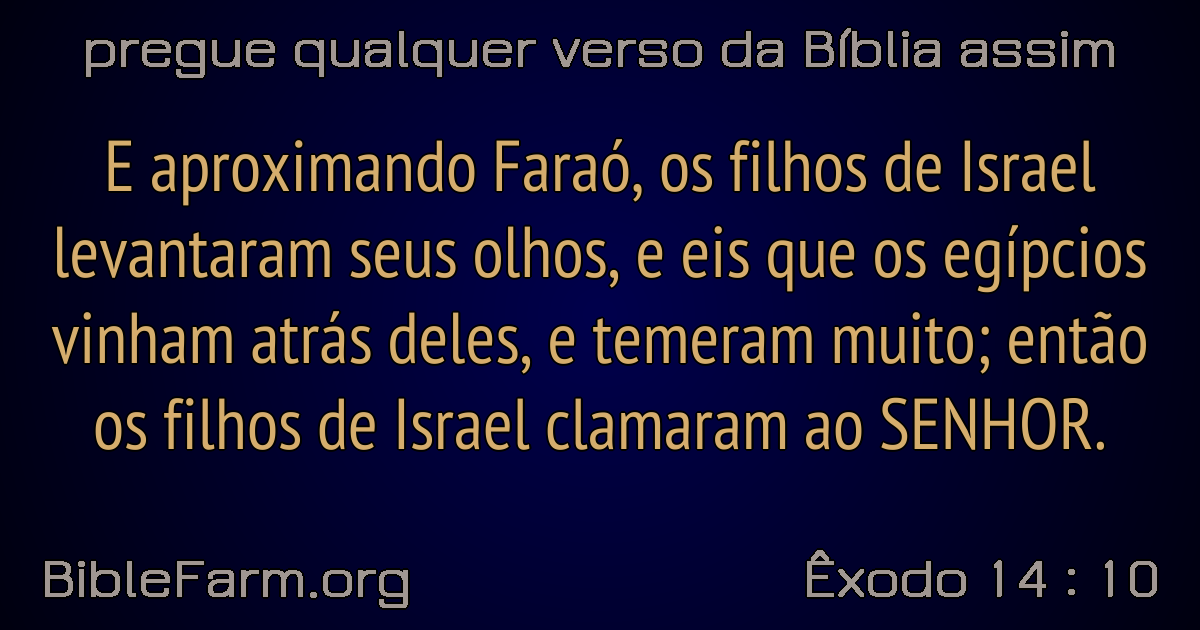 pregue qualquer verso da Bíblia assim
E aproximando Faraó, os filhos de Israel
levantaram seus olhos, e eis que os egípcios
vinham atrás deles, e temeram muito; então
os filhos de Israel clamaram ao SENHOR.
BibleFarm.org
Êxodo 14 : 10